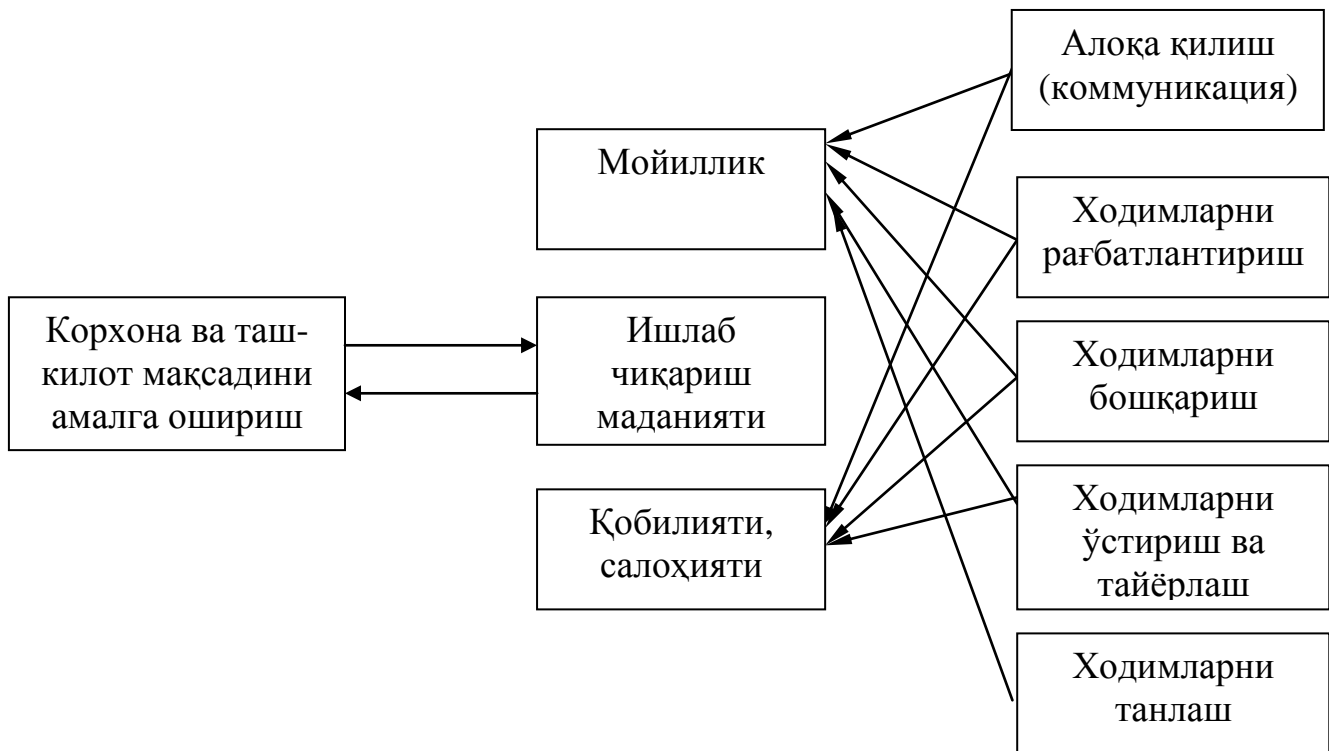 Корхона ва таш-
килот мақсадини
амалга ошириш
Мойиллик
Ишлаб
чиқариш
маданияти
Қобилияти,
салоҳияти
Алоқа қилиш
(коммуникация)
Ходимларни
рағбатлантириш
Ходимларни
бошқариш
Ходимларни
ўстириш ва
тайёрлаш
Ходимларни
танлаш